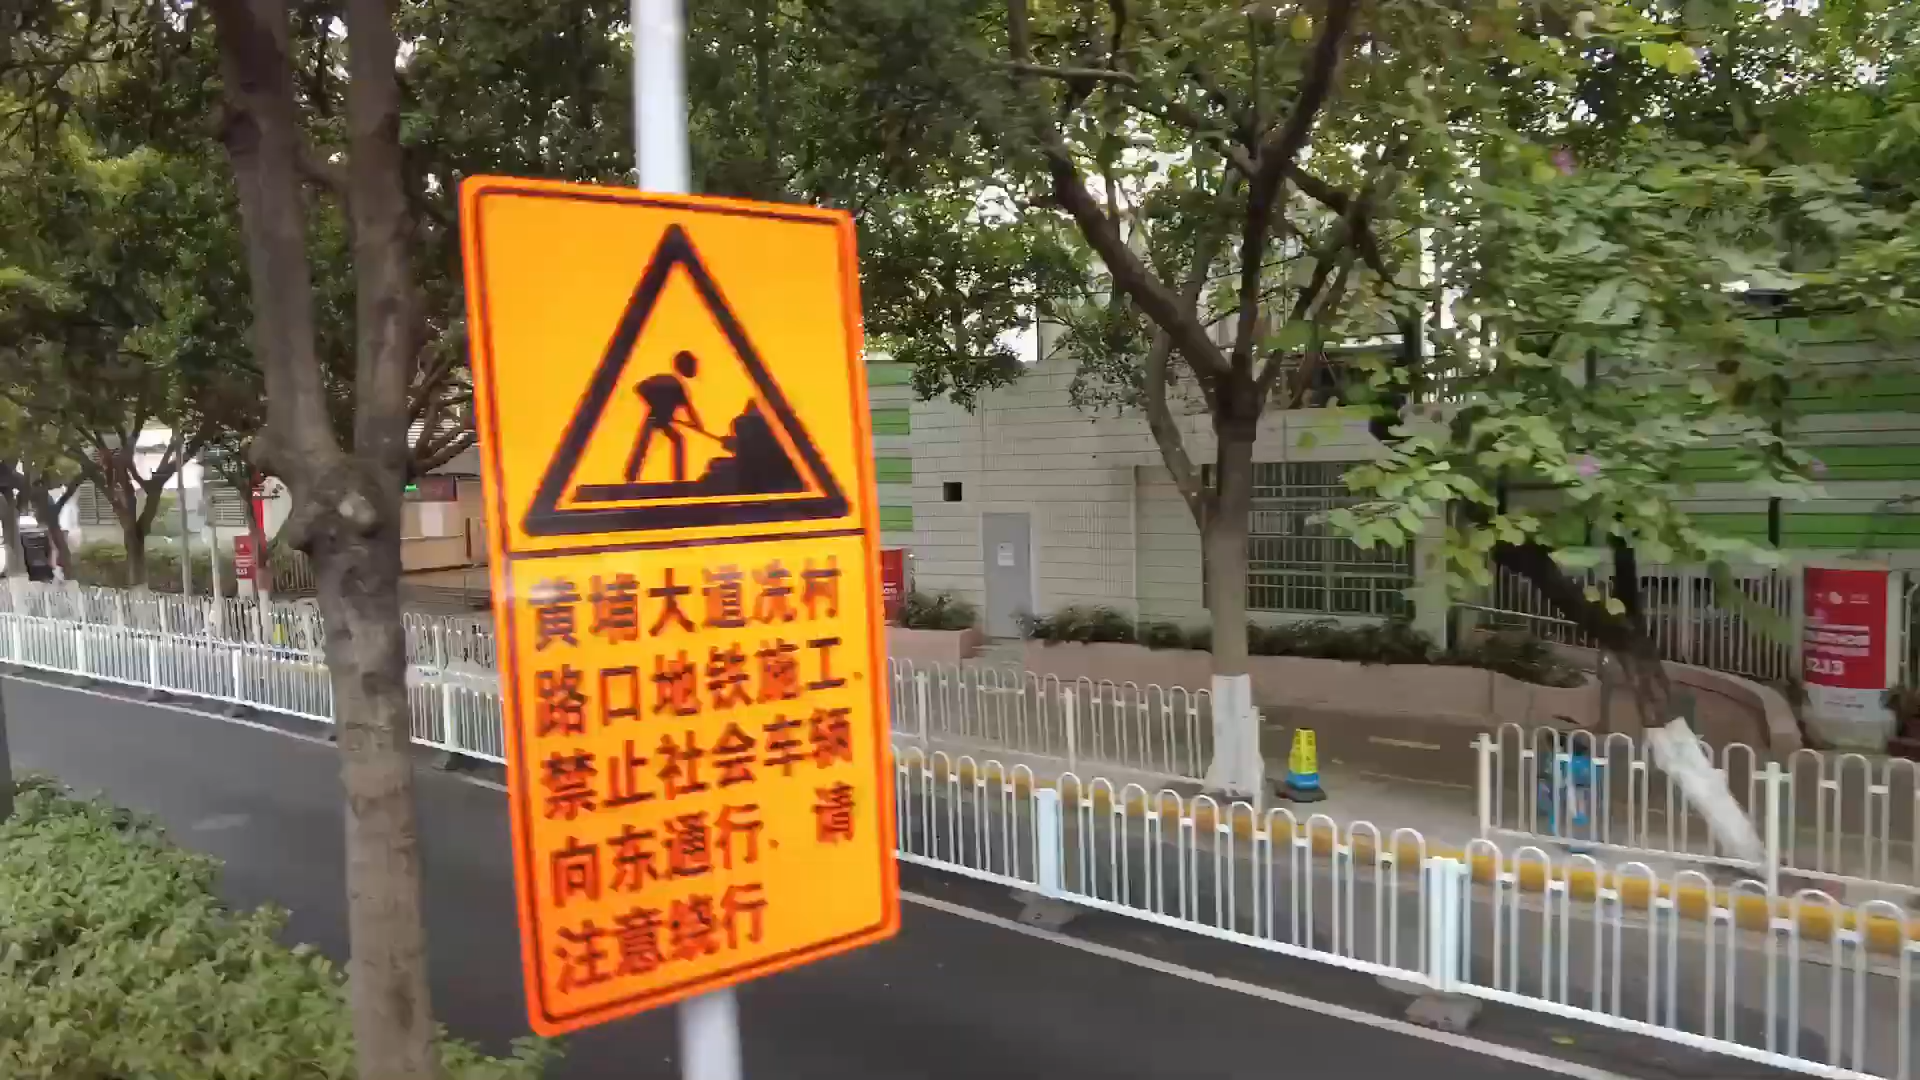 黄埔大道冼村
路口地铁施工,
禁止社会车辆
向东通行, 请
注意绕行